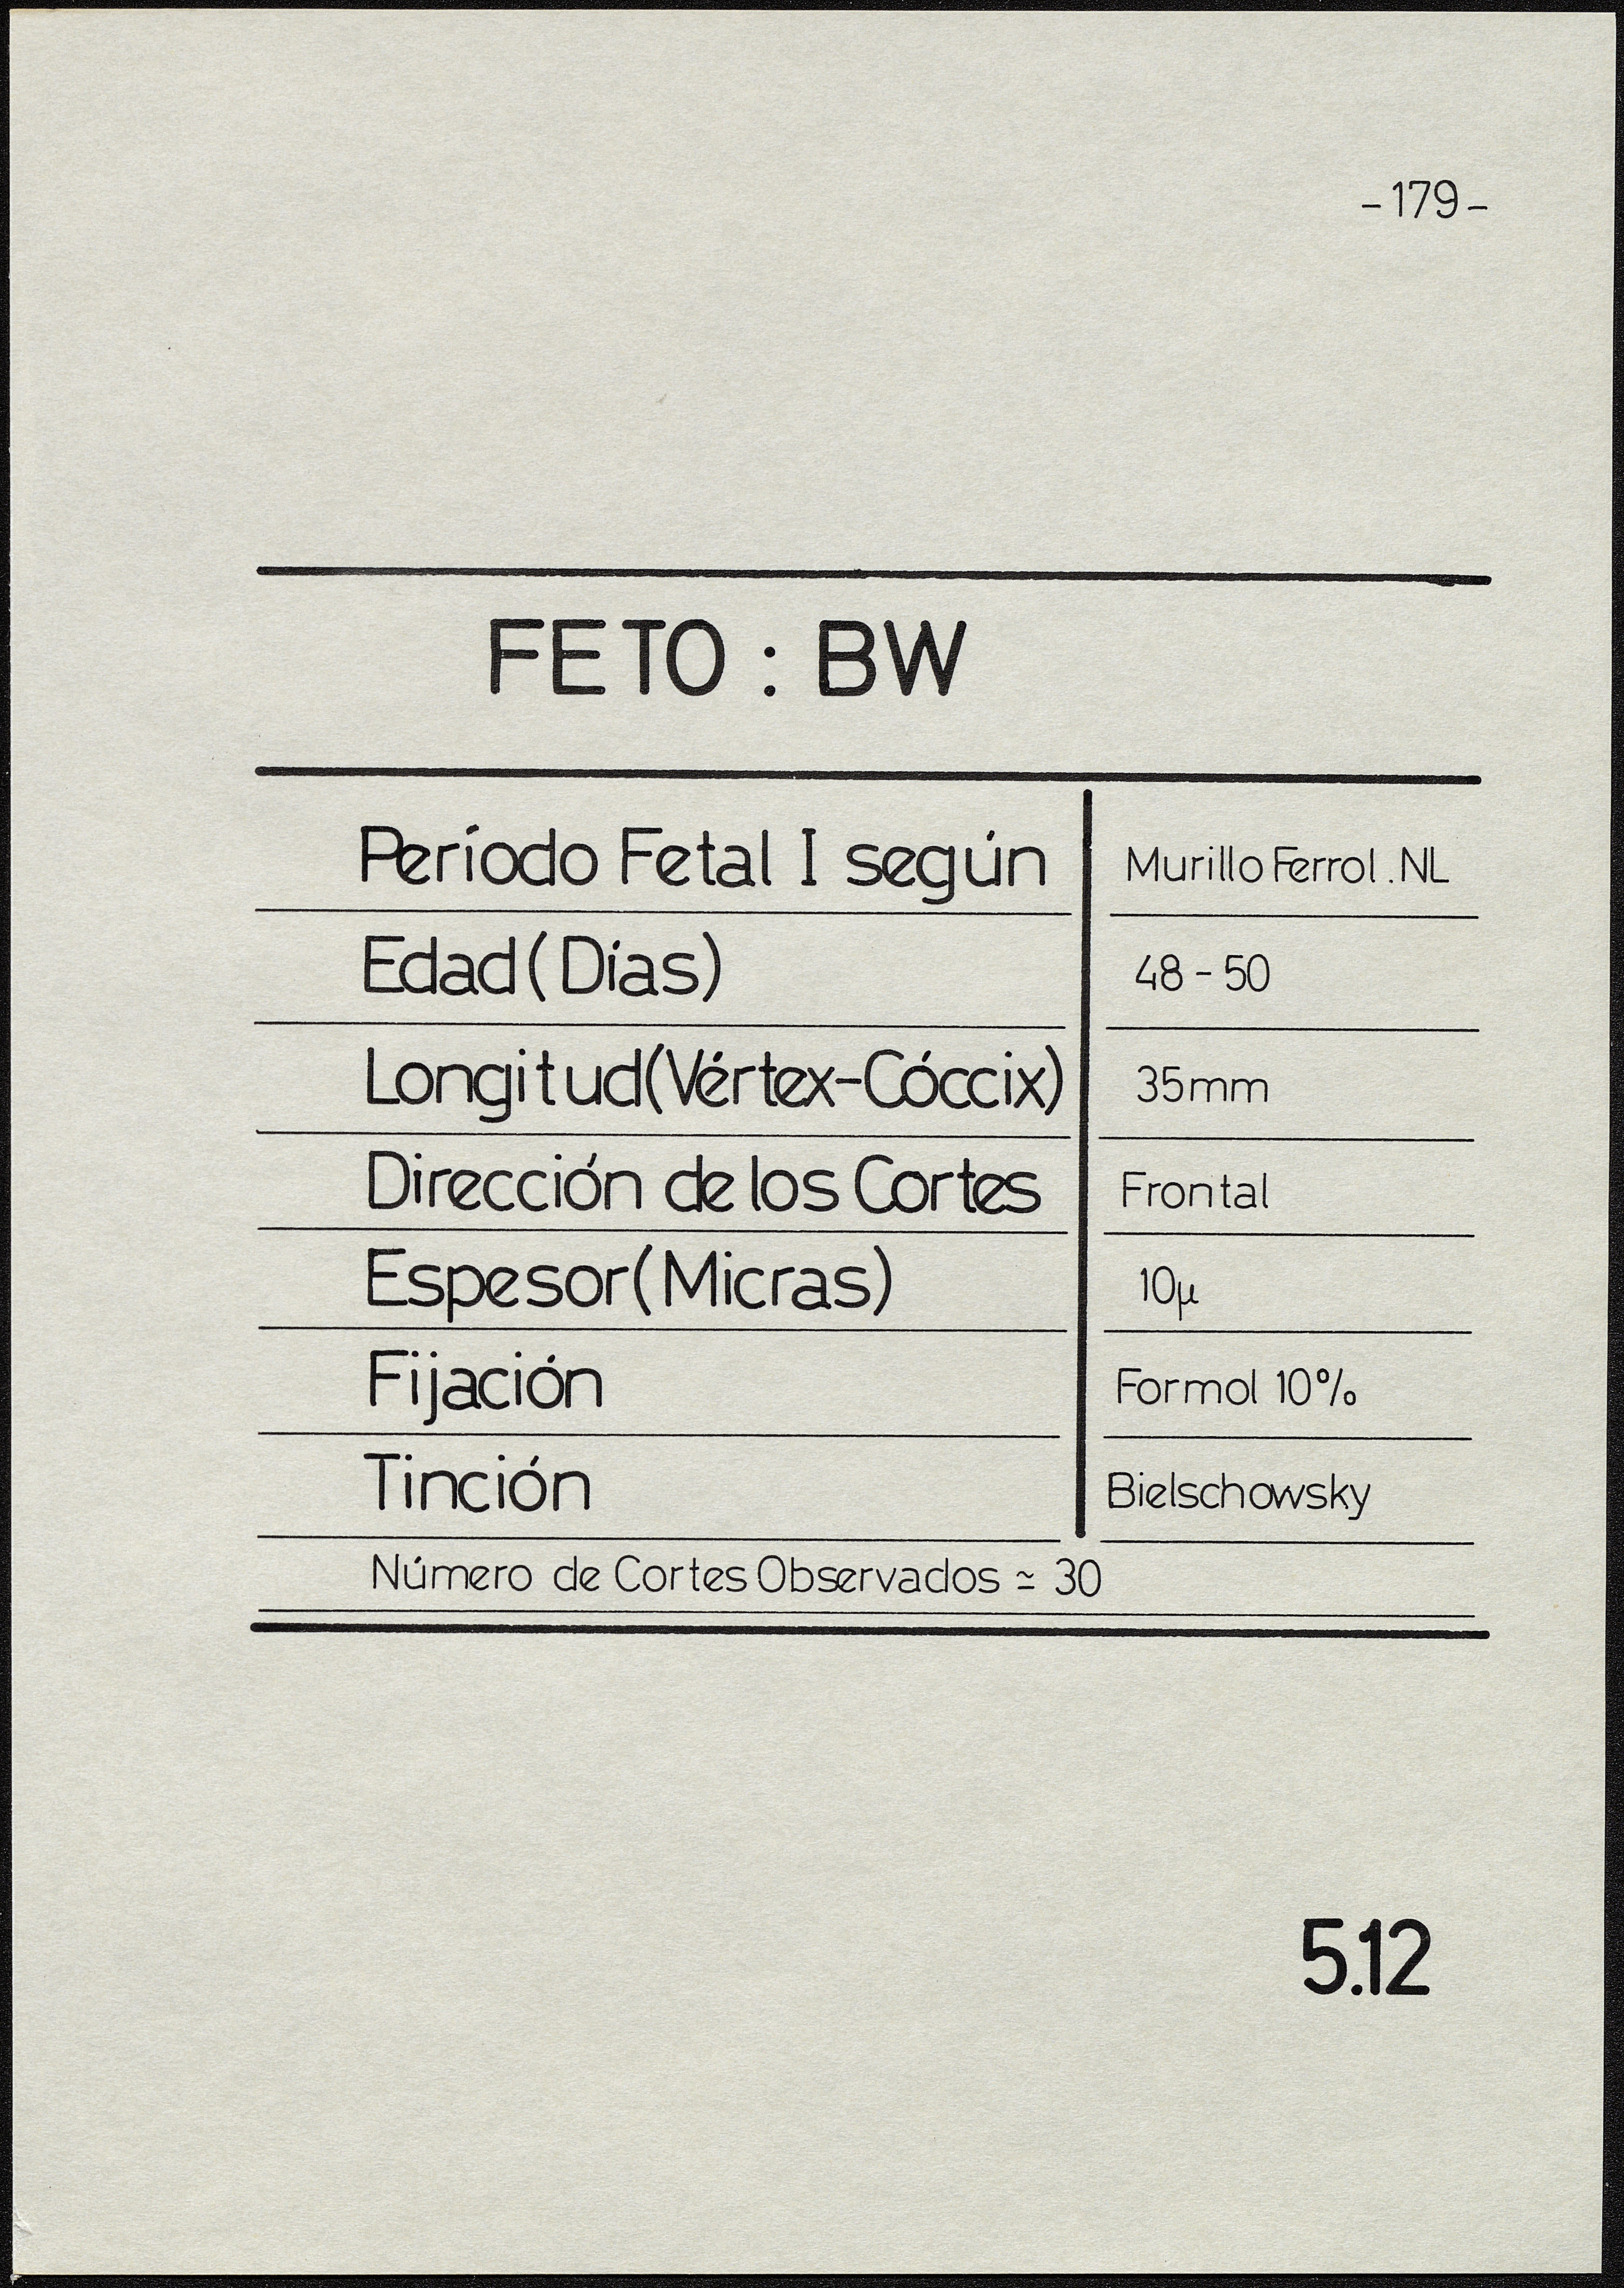 -179-
FETO : BW
Período Fetal I según Murillo Ferrol . NL
Edad (Días) 48 - 50
Longitud (Vértex-Cóccix) 35mm
Dirección de los Cortes Frontal
Espesor (Micras) 10µ
Fijación Formol 10%
Tinción Bielschowsky
Número de Cortes Observados ≃ 30
5.12